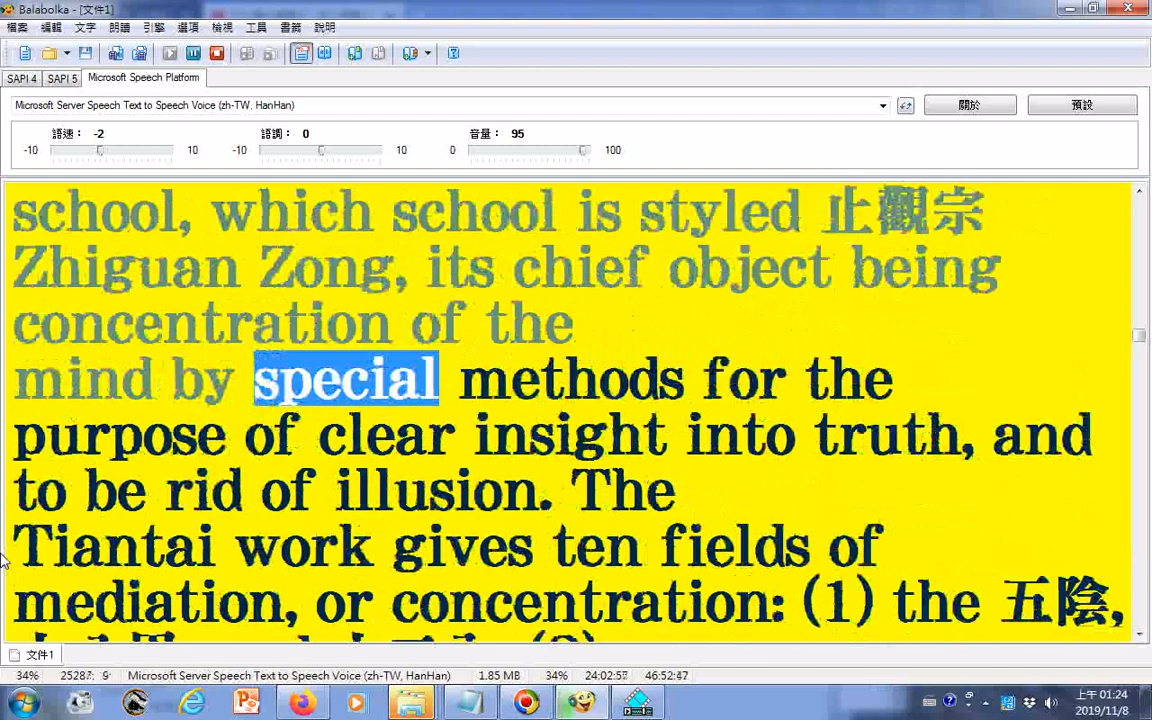 Balabolka - [文件1]
檔案 編輯 文字 朗讀 引擎 選項 檢視 工具 書籤 說明
SAPI 4 SAPI 5 Microsoft Speech Platform
Microsoft Server Speech Text to Speech Voice (zh-TW, HanHan) 關於 預設
語速： -2 語調： 0 音量： 95
-10 10 -10 10 0 100
school, which school is styled 止觀宗
Zhiguan Zong, its chief object being
concentration of the
mind by special methods for the
purpose of clear insight into truth, and
to be rid of illusion. The
Tiantai work gives ten fields of
mediation, or concentration: (1) the 五陰,
文件1
34% Microsoft Server Speech Text to Speech Voice (zh-TW, HanHan) 1.85 MB 34% 46:52:47
上午 01:24
2019/11/8